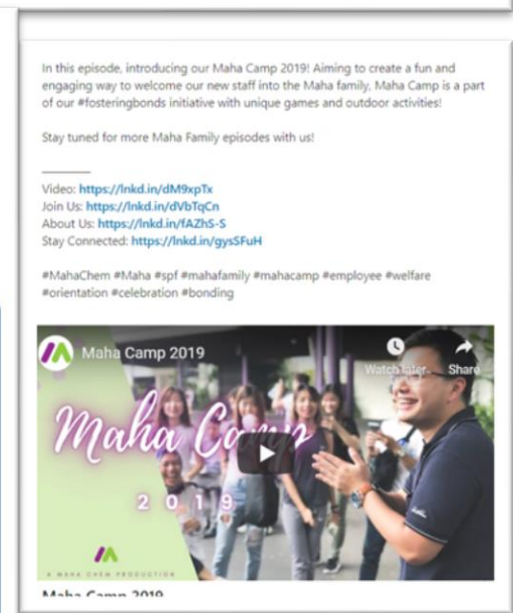 In this episode, introducing our Maha Camp 2019! Aiming to create a fun and
engaging way to welcome our new staff into the Maha family, Maha Camp is a part
of our #fosteringbonds initiative with unique games and outdoor activities!
Stay tuned for more Maha Family episodes with us!
Video: https://lnkd.in/dM9xpTx
Join Us: https://lnkd.in/dVbTqCn
About Us: https://lnkd.in/fAZhS-S
Stay Connected: https://lnkd.in/gysSFuH
#MahaChem #Maha #spf #mahafamily #mahacamp #employee #welfare
#orientation #celebration #bonding
Maha Camp 2019
Watch later
Share
Maha Camp
2019
A MAHA CHEM PRODUCTION
Maha Camp 2019